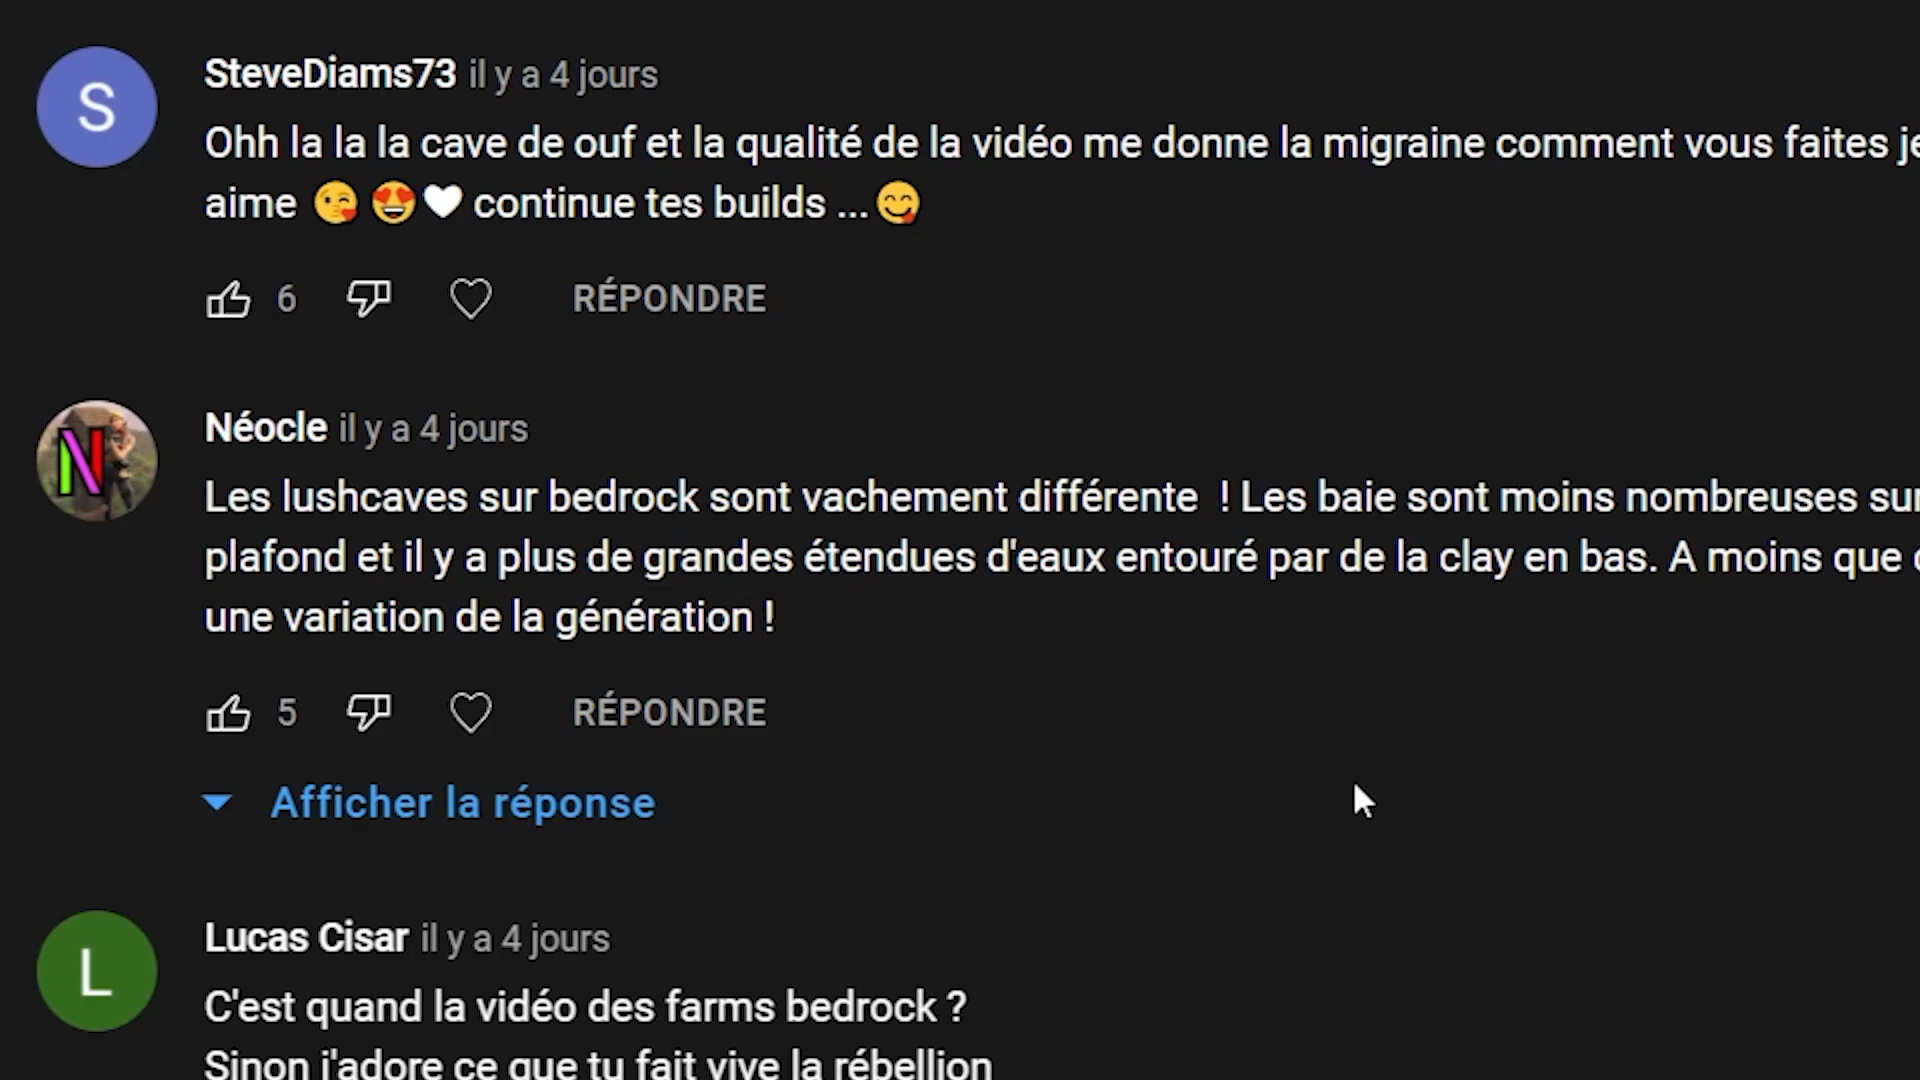 S
SteveDiams73 il y a 4 jours
Ohh la la la cave de ouf et la qualité de la vidéo me donne la migraine comment vous faites je
aime 😘😍🤍 continue tes builds ...😋
6 RÉPONDRE
N
Néocle il y a 4 jours
Les lushcaves sur bedrock sont vachement différente  ! Les baie sont moins nombreuses sur
plafond et il y a plus de grandes étendues d'eaux entouré par de la clay en bas. A moins que
une variation de la génération !
5 RÉPONDRE
Afficher la réponse
L
Lucas Cisar il y a 4 jours
C'est quand la vidéo des farms bedrock ?
Sinon j'adore ce que tu fait vive la rébellion